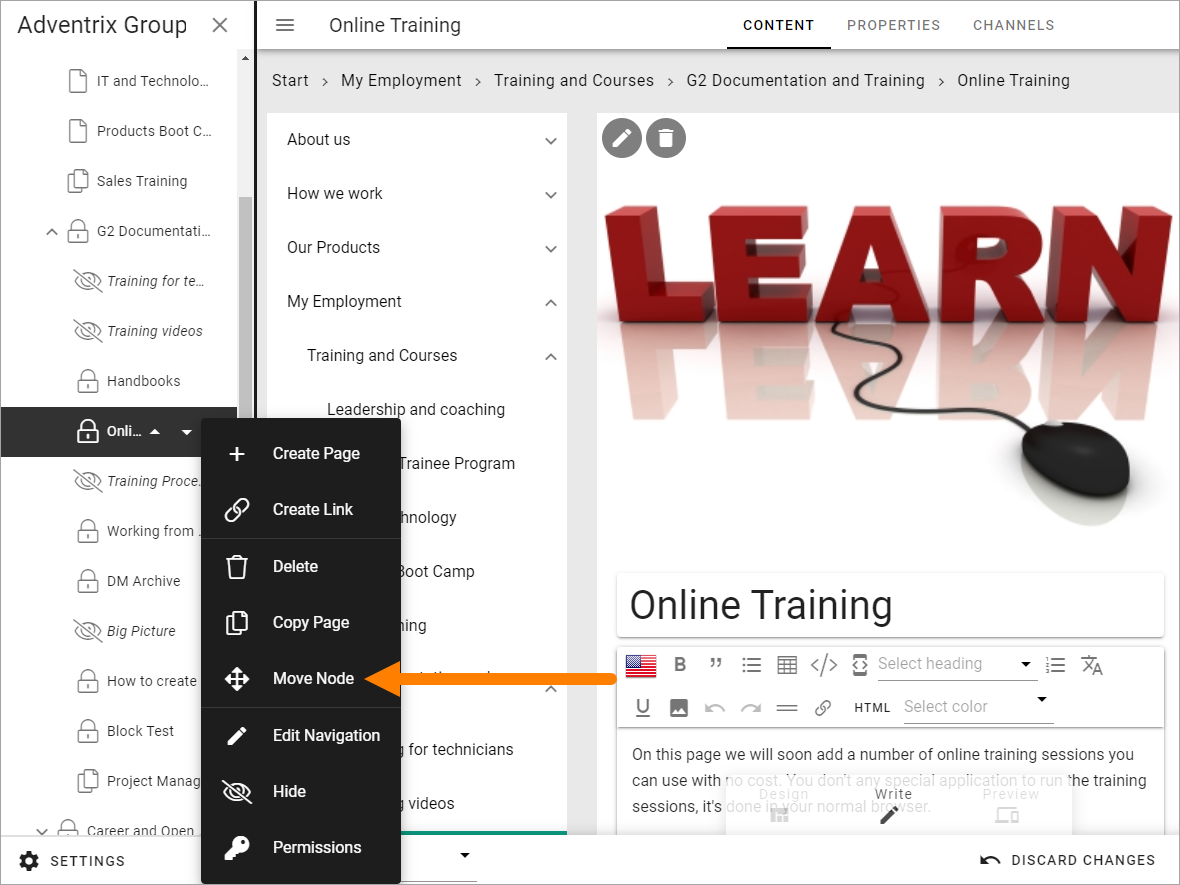 Adventrix Group
Online Training
CONTENT
PROPERTIES
CHANNELS
IT and Technolo...
Products Boot C...
Sales Training
G2 Documentati...
Training for te...
Training videos
Handbooks
Onli...
Training Proce...
Working from ...
DM Archive
Big Picture
How to create
Block Test
Project Manag
Career and Open
SETTINGS
Create Page
Create Link
Delete
Copy Page
Move Node
Edit Navigation
Hide
Permissions
Start > My Employment > Training and Courses > G2 Documentation and Training > Online Training
About us
How we work
Our Products
My Employment
Training and Courses
Leadership and coaching
Trainee Program
hnology
Boot Camp
ning
g for technicians
g videos
LEARN
Online Training
B
Select heading
U
HTML
Select color
On this page we will soon add a number of online training sessions you
can use with no cost. You don't any special application to run the training
sessions, it's done in your normal browser.
Design
Write
Preview
DISCARD CHANGES